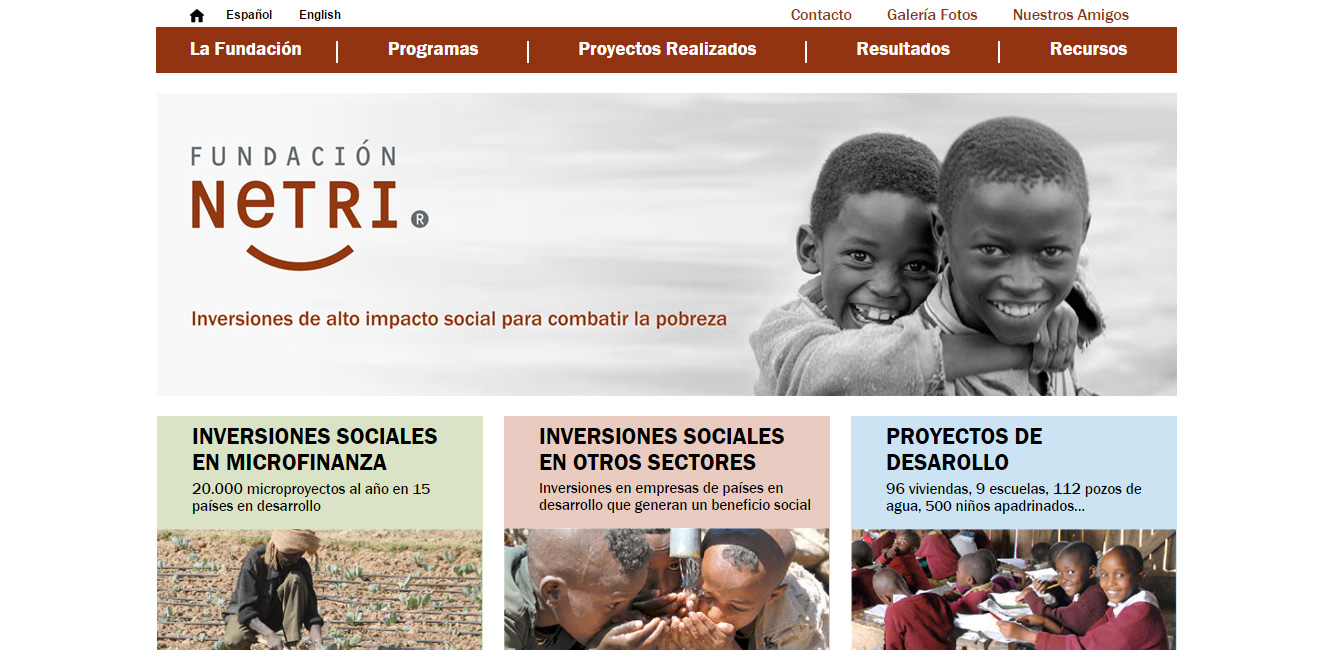 Español English Contacto Galería Fotos Nuestros Amigos
La Fundación Programas Proyectos Realizados Resultados Recursos
FUNDACIÓN
NeTRI ®
Inversiones de alto impacto social para combatir la pobreza
INVERSIONES SOCIALES
EN MICROFINANZA
20.000 microproyectos al año en 15
países en desarrollo
INVERSIONES SOCIALES
EN OTROS SECTORES
Inversiones en empresas de países en
desarrollo que generan un beneficio social
PROYECTOS DE
DESAROLLO
96 viviendas, 9 escuelas, 112 pozos de
agua, 500 niños apadrinados...